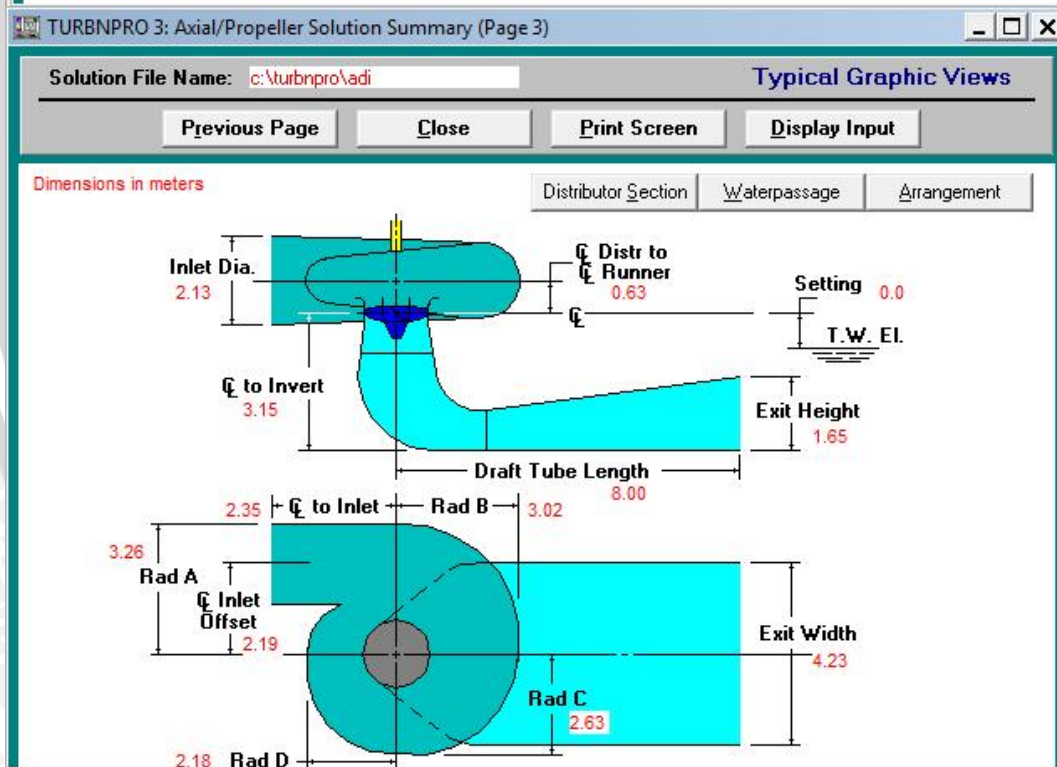 TURBNPRO 3: Axial/Propeller Solution Summary (Page 3)
Solution File Name: c:\turbnpro\adi
Typical Graphic Views
Previous Page
Close
Print Screen
Display Input
Dimensions in meters
Distributor Section
Waterpassage
Arrangement
Inlet Dia.
2.13
℄ Distr to
℄ Runner
0.63
℄
Setting 0.0
T.W. El.
℄ to Invert
3.15
Exit Height
1.65
Draft Tube Length
8.00
2.35 ℄ to Inlet Rad B 3.02
3.26
Rad A
℄ Inlet
Offset
2.19
Exit Width
4.23
Rad C
2.63
2.18 Rad D